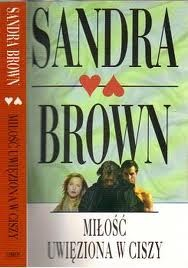 SANDRA BROWN
MIŁOŚĆ UWIĘZIONA W CISZY
SANDRA
BROWN
MIŁOŚĆ
UWIĘZIONA W CISZY